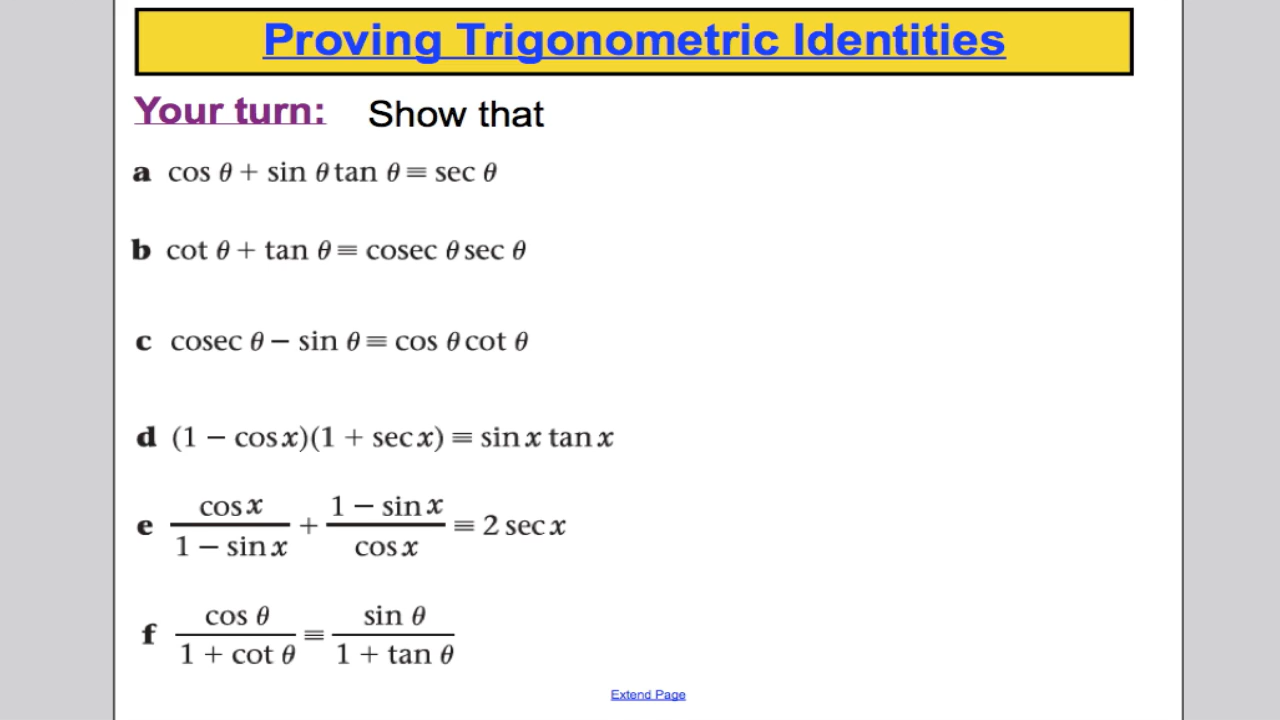 Proving Trigonometric Identities
Your turn: Show that
a cos θ + sin θ tan θ ≡ sec θ
b cot θ + tan θ ≡ cosec θ sec θ
c cosec θ − sin θ ≡ cos θ cot θ
d (1 − cos x)(1 + sec x) ≡ sin x tan x
e cos x / (1 − sin x) + (1 − sin x) / cos x ≡ 2 sec x
f cos θ / (1 + cot θ) ≡ sin θ / (1 + tan θ)
Extend Page